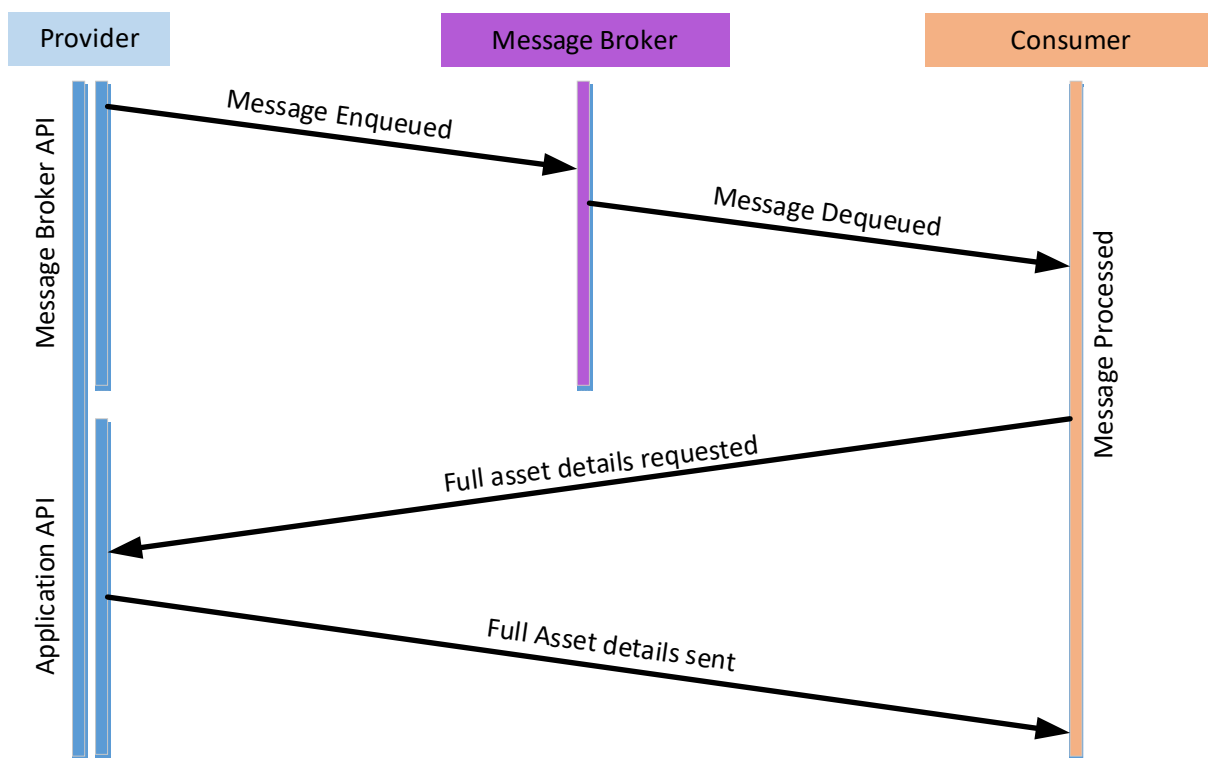 Provider
Message Broker
Consumer
Message Broker API
Message Enqueued
Message Dequeued
Message Processed
Full asset details requested
Application API
Full Asset details sent